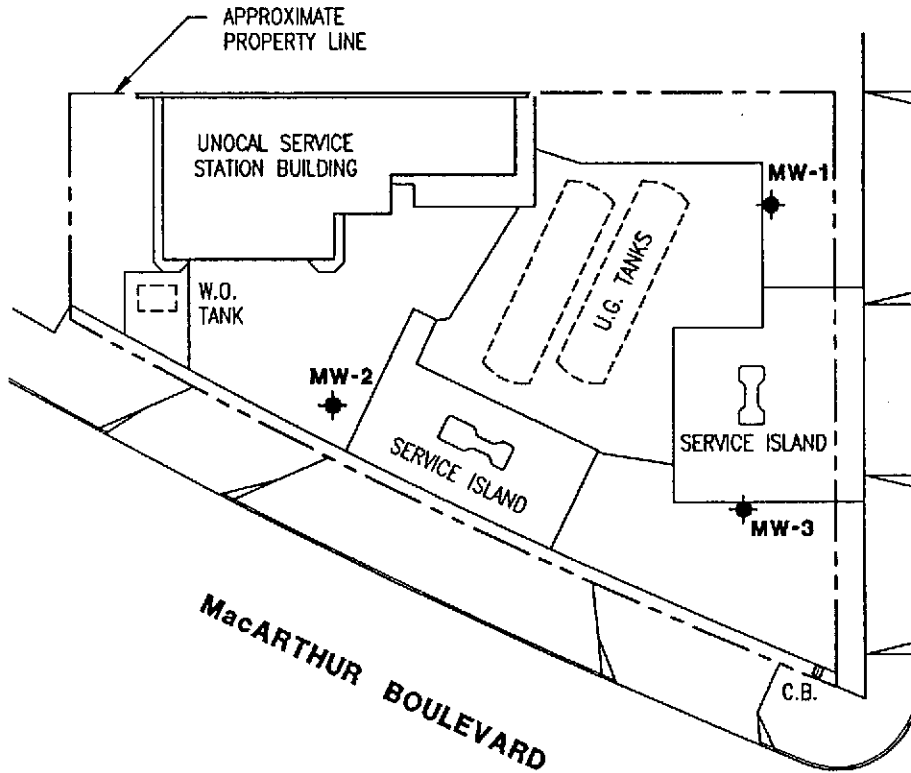 APPROXIMATE
PROPERTY LINE
UNOCAL SERVICE
STATION BUILDING
MW-1
U.G. TANKS
W.O.
TANK
MW-2
SERVICE ISLAND
SERVICE ISLAND
MW-3
C.B.
MacARTHUR BOULEVARD